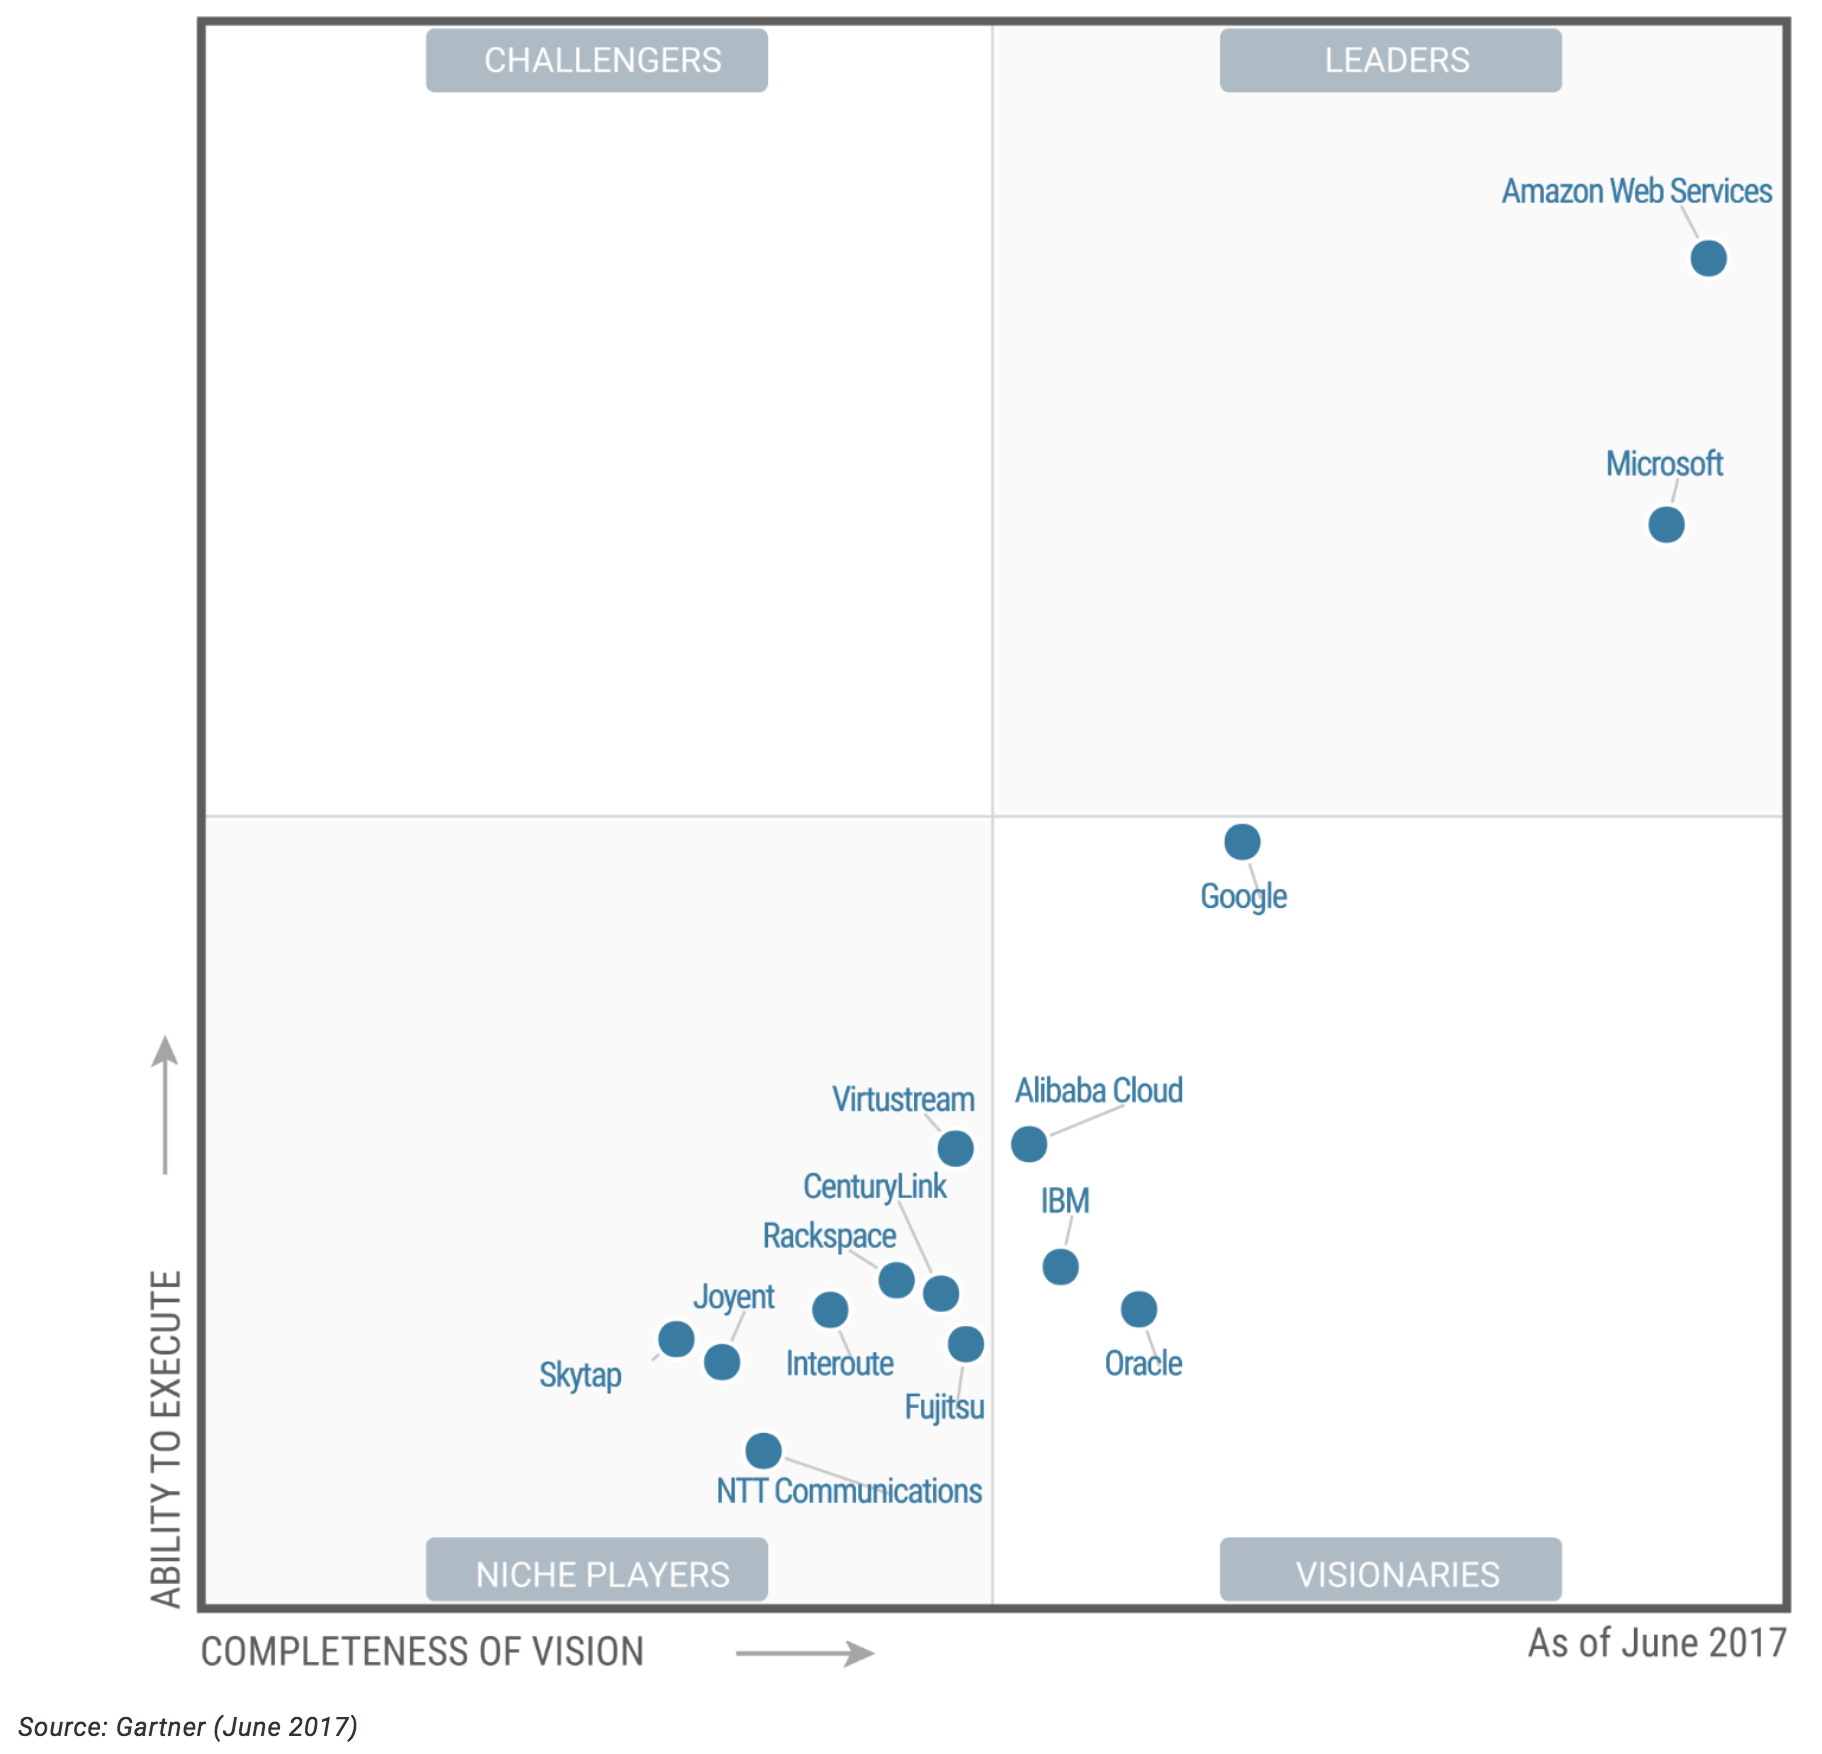 CHALLENGERS
LEADERS
Amazon Web Services
Microsoft
Google
Virtustream
Alibaba Cloud
CenturyLink
IBM
Rackspace
Joyent
Skytap
Interoute
Oracle
Fujitsu
NTT Communications
NICHE PLAYERS
VISIONARIES
ABILITY TO EXECUTE
COMPLETENESS OF VISION
As of June 2017
Source: Gartner (June 2017)